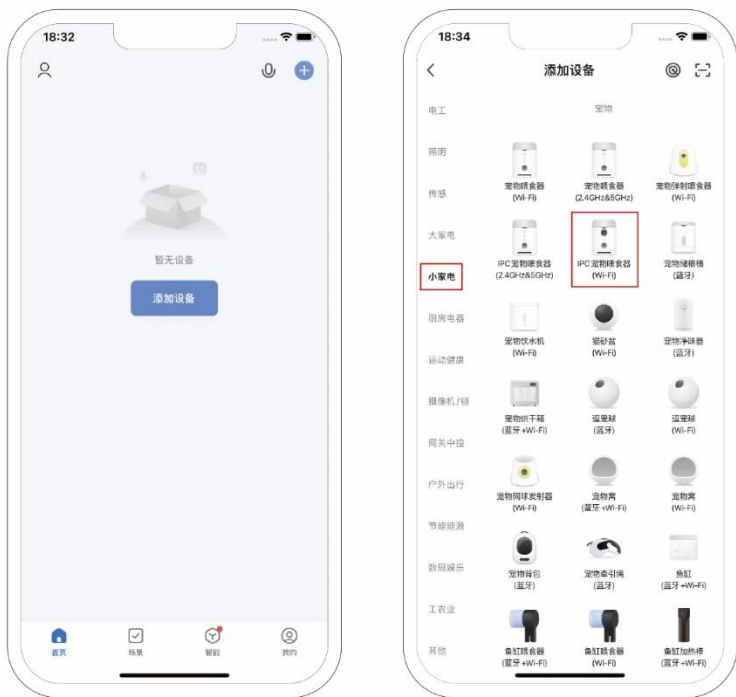 18:32
暂无设备
添加设备
首页
场景
智能
我的
18:34
添加设备
电工
照明
传感
大家电
小家电
厨房电器
运动健康
摄像机/锁
网关中控
户外出行
节能能源
数码娱乐
工农业
其他
宠物
宠物喂食器
(Wi-Fi)
宠物喂食器
(2.4GHz&5GHz)
宠物弹射喂食器
(Wi-Fi)
IPC宠物喂食器
(2.4GHz&5GHz)
IPC宠物喂食器
(Wi-Fi)
宠物储粮桶
(蓝牙)
宠物饮水机
(Wi-Fi)
猫砂盆
(Wi-Fi)
宠物净味器
(蓝牙)
宠物烘干箱
(蓝牙+Wi-Fi)
逗宠球
(蓝牙)
逗宠球
(Wi-Fi)
宠物网球发射器
(Wi-Fi)
宠物窝
(蓝牙+Wi-Fi)
宠物窝
(Wi-Fi)
宠物背包
(蓝牙)
宠物牵引绳
(蓝牙)
鱼缸
(蓝牙+Wi-Fi)
鱼缸喂食器
(蓝牙+Wi-Fi)
鱼缸喂食器
(Wi-Fi)
鱼缸加热棒
(蓝牙+Wi-Fi)